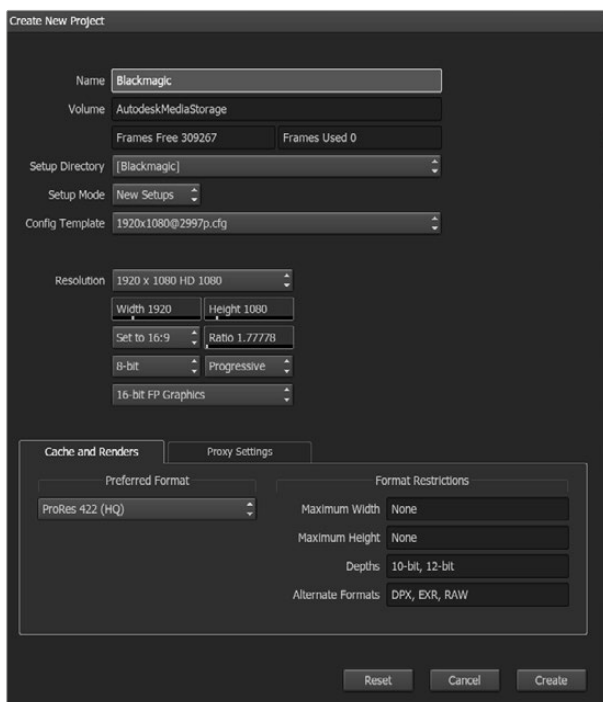 Create New Project
Name Blackmagic
Volume AutodeskMediaStorage
Frames Free 309267 Frames Used 0
Setup Directory [Blackmagic]
Setup Mode New Setups
Config Template 1920x1080@2997p.cfg
Resolution 1920 x 1080 HD 1080
Width 1920 Height 1080
Set to 16:9 Ratio 1.77778
8-bit Progressive
16-bit FP Graphics
Cache and Renders Proxy Settings
Preferred Format Format Restrictions
ProRes 422 (HQ) Maximum Width None
Maximum Height None
Depths 10-bit, 12-bit
Alternate Formats DPX, EXR, RAW
Reset Cancel Create